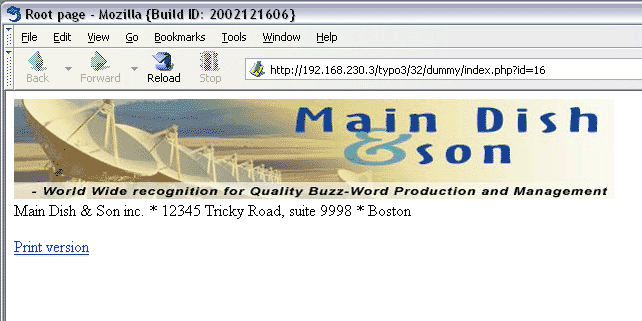 Root page - Mozilla {Build ID: 2002121606}
File Edit View Go Bookmarks Tools Window Help
Back Forward Reload Stop http://192.168.230.3/typo3/32/dummy/index.php?id=16
Main Dish
& son
- World Wide recognition for Quality Buzz-Word Production and Management
Main Dish & Son inc. * 12345 Tricky Road, suite 9998 * Boston
Print version